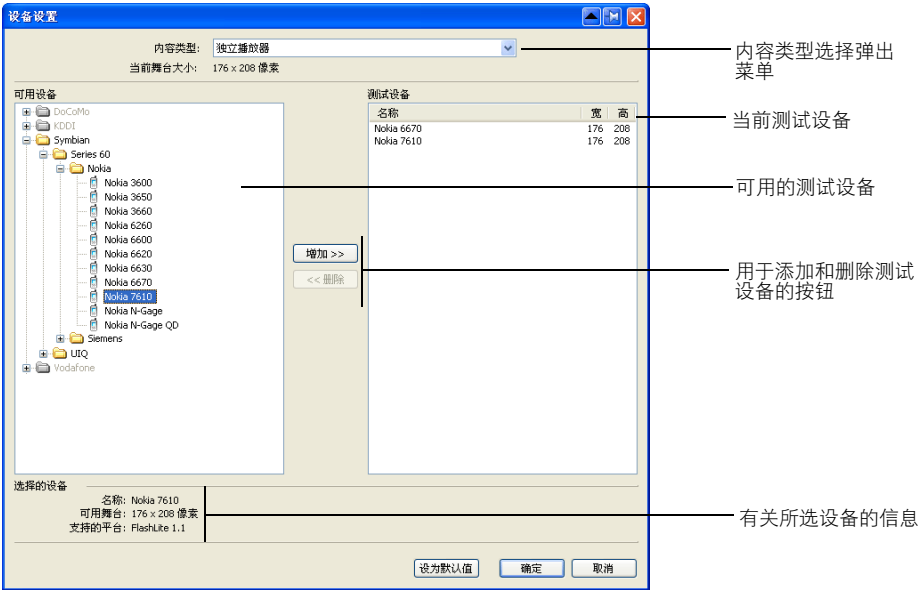 设备设置
内容类型: 独立播放器
当前舞台大小: 176 x 208 像素
可用设备
DoCoMo
KDDI
Symbian
Series 60
Nokia
Nokia 3600
Nokia 3650
Nokia 3660
Nokia 6260
Nokia 6600
Nokia 6620
Nokia 6630
Nokia 6670
Nokia 7610
Nokia N-Gage
Nokia N-Gage QD
Siemens
UIQ
Vodafone
增加 >>
<< 删除
测试设备
名称 宽 高
Nokia 6670 176 208
Nokia 7610 176 208
选择的设备
名称: Nokia 7610
可用舞台: 176 x 208 像素
支持的平台: FlashLite 1.1
设为默认值 确定 取消
内容类型选择弹出
菜单
当前测试设备
可用的测试设备
用于添加和删除测试
设备的按钮
有关所选设备的信息